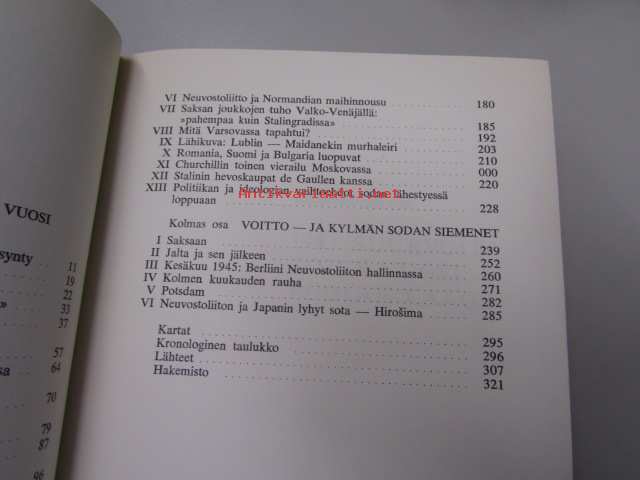 VUOSI
synty
11
19
22
»
33
37
57
sa 64
70
79
87
96
VI Neuvostoliitto ja Normandian maihinnousu 180
VII Saksan joukkojen tuho Valko-Venäjällä:
»pahempaa kuin Stalingradissa» 185
VIII Mitä Varsovassa tapahtui? 192
IX Lähikuva: Lublin — Maidanekin murhaleiri 203
X Romania, Suomi ja Bulgaria luopuvat 210
XI Churchillin toinen vierailu Moskovassa 000
XII Stalinin hevoskaupat de Gaullen kanssa 220
XIII Politiikan ja ideologian vaihteehdot sodan lähestyessä
loppuaan 228
Kolmas osa VOITTO — JA KYLMÄN SODAN SIEMENET
I Saksaan 239
II Jalta ja sen jälkeen 252
III Kesäkuu 1945: Berliini Neuvostoliiton hallinnassa 260
IV Kolmen kuukauden rauha 271
V Potsdam 282
VI Neuvostoliiton ja Japanin lyhyt sota — Hirošima 285
Kartat 295
Kronologinen taulukko 296
Lähteet 307
Hakemisto 321